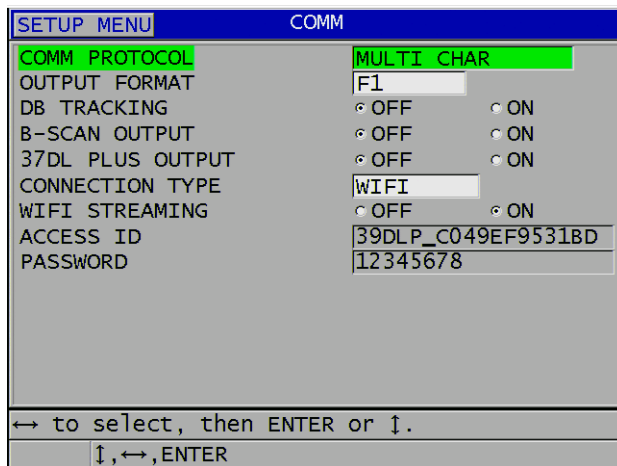 SETUP MENU COMM
COMM PROTOCOL MULTI CHAR
OUTPUT FORMAT F1
DB TRACKING OFF ON
B-SCAN OUTPUT OFF ON
37DL PLUS OUTPUT OFF ON
CONNECTION TYPE WIFI
WIFI STREAMING OFF ON
ACCESS ID 39DLP_C049EF9531BD
PASSWORD 12345678
↔ to select, then ENTER or ↕.
↕,↔,ENTER